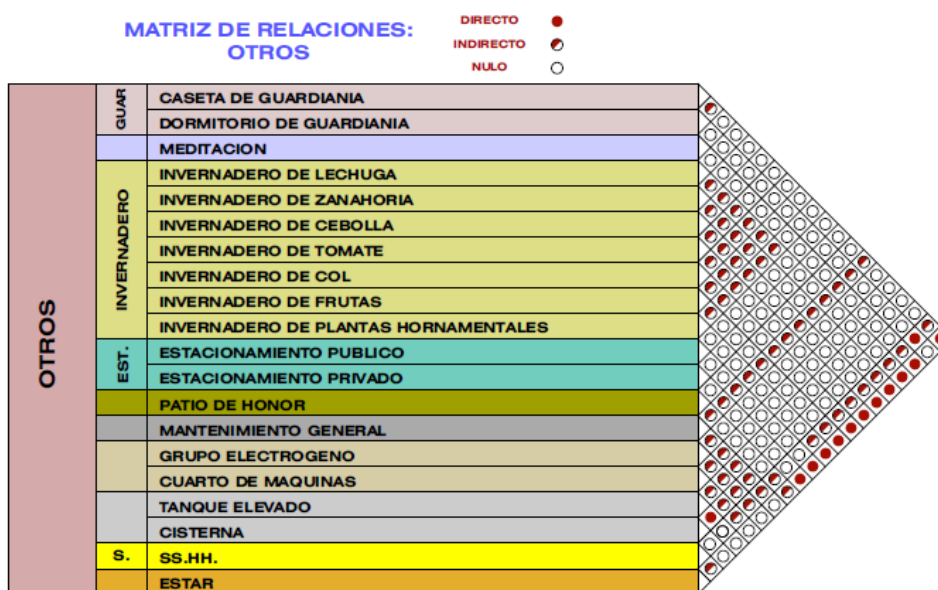 MATRIZ DE RELACIONES:
OTROS
DIRECTO
INDIRECTO
NULO
OTROS
GUAR
CASETA DE GUARDIANIA
DORMITORIO DE GUARDIANIA
MEDITACION
INVERNADERO
INVERNADERO DE LECHUGA
INVERNADERO DE ZANAHORIA
INVERNADERO DE CEBOLLA
INVERNADERO DE TOMATE
INVERNADERO DE COL
INVERNADERO DE FRUTAS
INVERNADERO DE PLANTAS HORNAMENTALES
EST.
ESTACIONAMIENTO PUBLICO
ESTACIONAMIENTO PRIVADO
PATIO DE HONOR
MANTENIMIENTO GENERAL
GRUPO ELECTROGENO
CUARTO DE MAQUINAS
TANQUE ELEVADO
CISTERNA
S.
SS.HH.
ESTAR